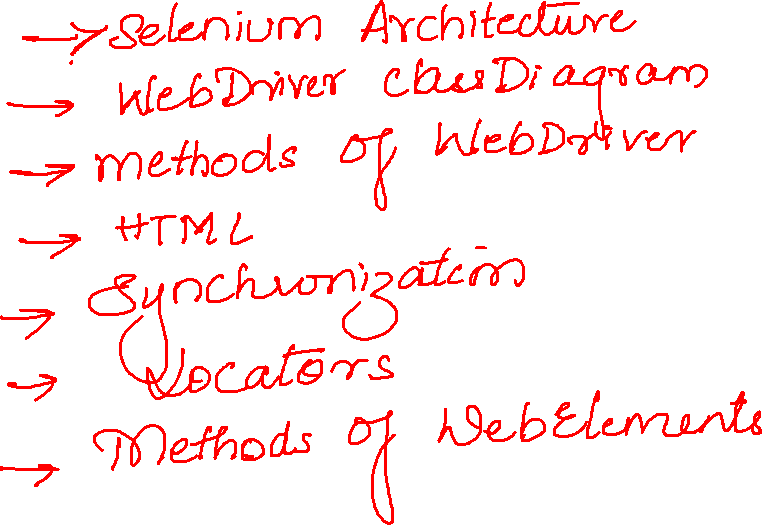 → Selenium Architecture
→ WebDriver classDiagram
→ methods of WebDriver
→ HTML
→ Synchronization
→ Locators
→ Methods of WebElements